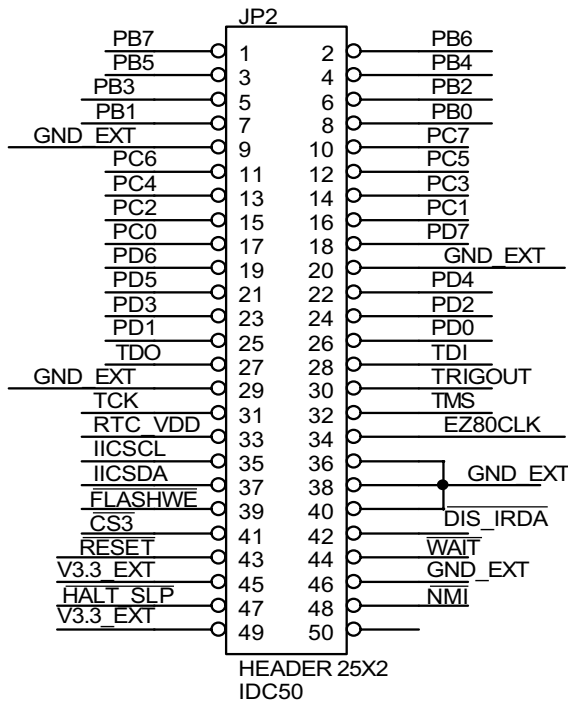 JP2
PB7 1 2 PB6
PB5 3 4 PB4
PB3 5 6 PB2
PB1 7 8 PB0
GND_EXT 9 10 PC7
PC6 11 12 PC5
PC4 13 14 PC3
PC2 15 16 PC1
PC0 17 18 PD7
PD6 19 20 GND_EXT
PD5 21 22 PD4
PD3 23 24 PD2
PD1 25 26 PD0
TDO 27 28 TDI
GND_EXT 29 30 TRIGOUT
TCK 31 32 TMS
RTC_VDD 33 34 EZ80CLK
IICSCL 35 36
IICSDA 37 38 GND_EXT
FLASHWE 39 40
CS3 41 42 DIS_IRDA
RESET 43 44 WAIT
V3.3_EXT 45 46 GND_EXT
HALT_SLP 47 48 NMI
V3.3_EXT 49 50
HEADER 25X2
IDC50